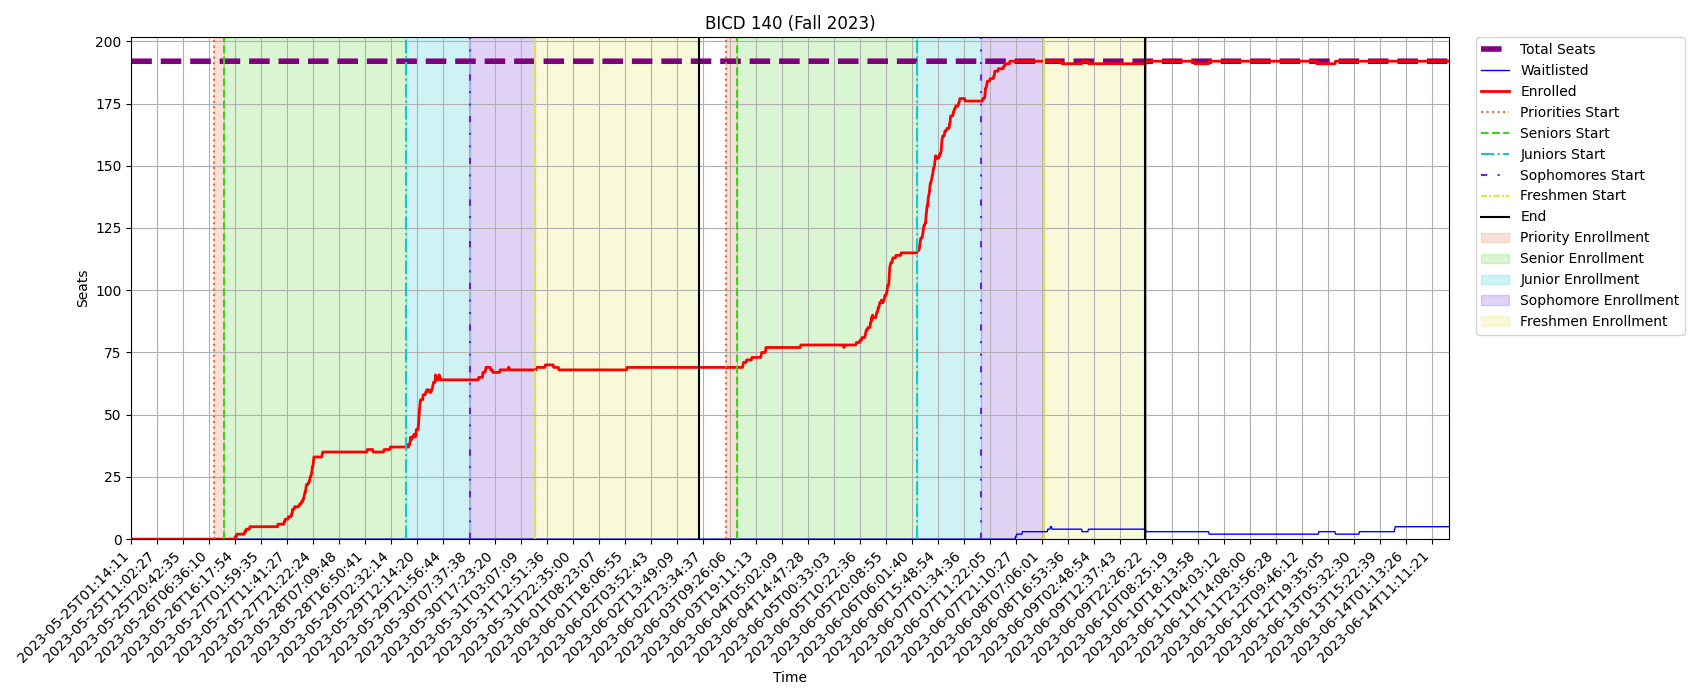 BICD 140 (Fall 2023)
Seats
200
175
150
125
100
75
50
25
0
2023-05-25T01:14:11
2023-05-25T11:02:27
2023-05-25T20:42:35
2023-05-26T06:36:10
2023-05-26T16:17:54
2023-05-27T01:59:35
2023-05-27T11:41:27
2023-05-27T21:22:24
2023-05-28T07:09:48
2023-05-28T16:50:41
2023-05-29T02:32:14
2023-05-29T12:14:20
2023-05-29T21:56:44
2023-05-30T07:37:38
2023-05-30T17:23:20
2023-05-31T03:07:09
2023-05-31T12:51:36
2023-05-31T22:35:00
2023-06-01T08:23:07
2023-06-01T18:06:55
2023-06-02T03:52:43
2023-06-02T13:49:09
2023-06-02T23:34:37
2023-06-03T09:26:06
2023-06-03T19:11:13
2023-06-04T05:02:09
2023-06-04T14:47:28
2023-06-05T00:33:03
2023-06-05T10:22:36
2023-06-05T20:08:55
2023-06-06T06:01:40
2023-06-06T15:48:54
2023-06-07T01:34:36
2023-06-07T11:22:05
2023-06-07T21:10:27
2023-06-08T07:06:01
2023-06-08T16:53:36
2023-06-09T02:48:54
2023-06-09T12:37:43
2023-06-09T22:26:22
2023-06-10T08:25:19
2023-06-10T18:13:58
2023-06-11T04:03:12
2023-06-11T14:08:00
2023-06-11T23:56:28
2023-06-12T09:46:12
2023-06-12T19:35:05
2023-06-13T05:32:30
2023-06-13T15:22:39
2023-06-14T01:13:26
2023-06-14T11:11:21
Time
Total Seats
Waitlisted
Enrolled
Priorities Start
Seniors Start
Juniors Start
Sophomores Start
Freshmen Start
End
Priority Enrollment
Senior Enrollment
Junior Enrollment
Sophomore Enrollment
Freshmen Enrollment